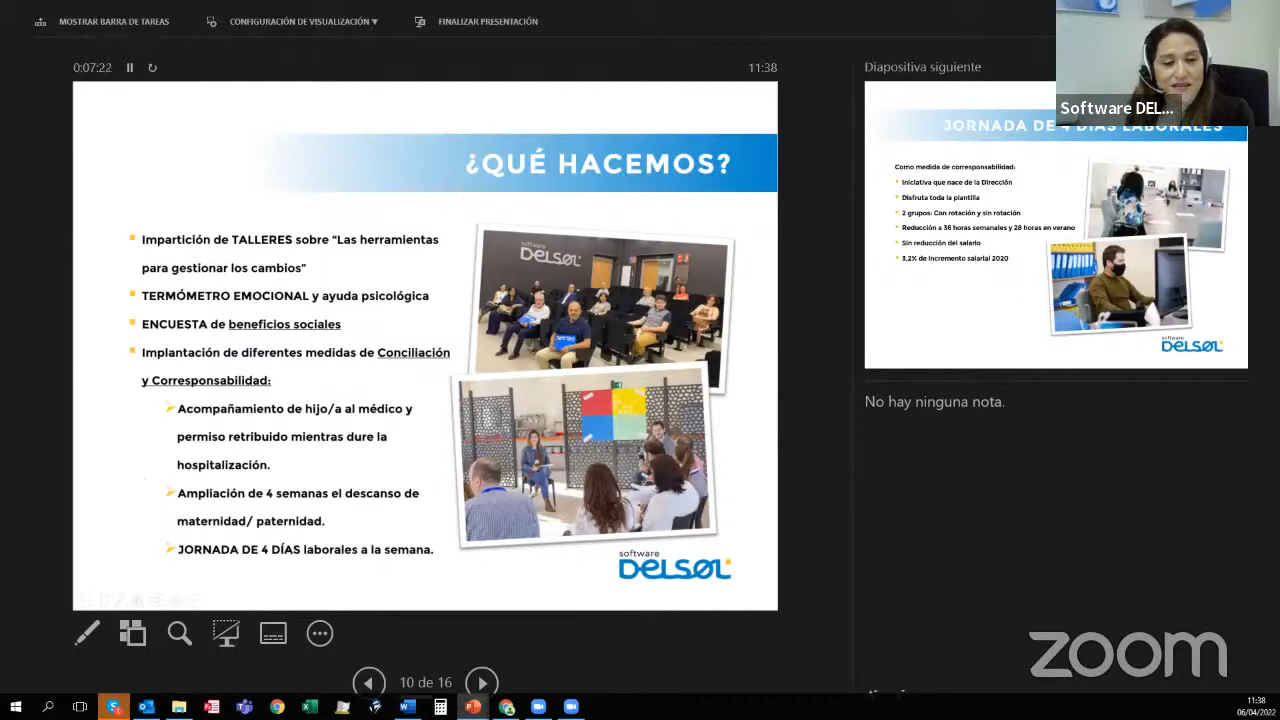 MOSTRAR BARRA DE TAREAS
CONFIGURACIÓN DE VISUALIZACIÓN ▼
FINALIZAR PRESENTACIÓN
0:07:22
11:38
¿QUÉ HACEMOS?
Impartición de TALLERES sobre “Las herramientas
para gestionar los cambios”
TERMÓMETRO EMOCIONAL y ayuda psicológica
ENCUESTA de beneficios sociales
Implantación de diferentes medidas de Conciliación
y Corresponsabilidad:
Acompañamiento de hijo/a al médico y
permiso retribuido mientras dure la
hospitalización.
Ampliación de 4 semanas el descanso de
maternidad/ paternidad.
JORNADA DE 4 DÍAS laborales a la semana.
software
DELSOL
software
DELSOL
Diapositiva siguiente
Software DEL...
JORNADA DE 4 DÍAS LABORALES
Como medida de corresponsabilidad:
Iniciativa que nace de la Dirección
Disfruta toda la plantilla
2 grupos: Con rotación y sin rotación
Reducción a 36 horas semanales y 28 horas en verano
Sin reducción del salario
3,2% de incremento salarial 2020
software
DELSOL
No hay ninguna nota.
10 de 16
zoom
11:38
06/04/2022